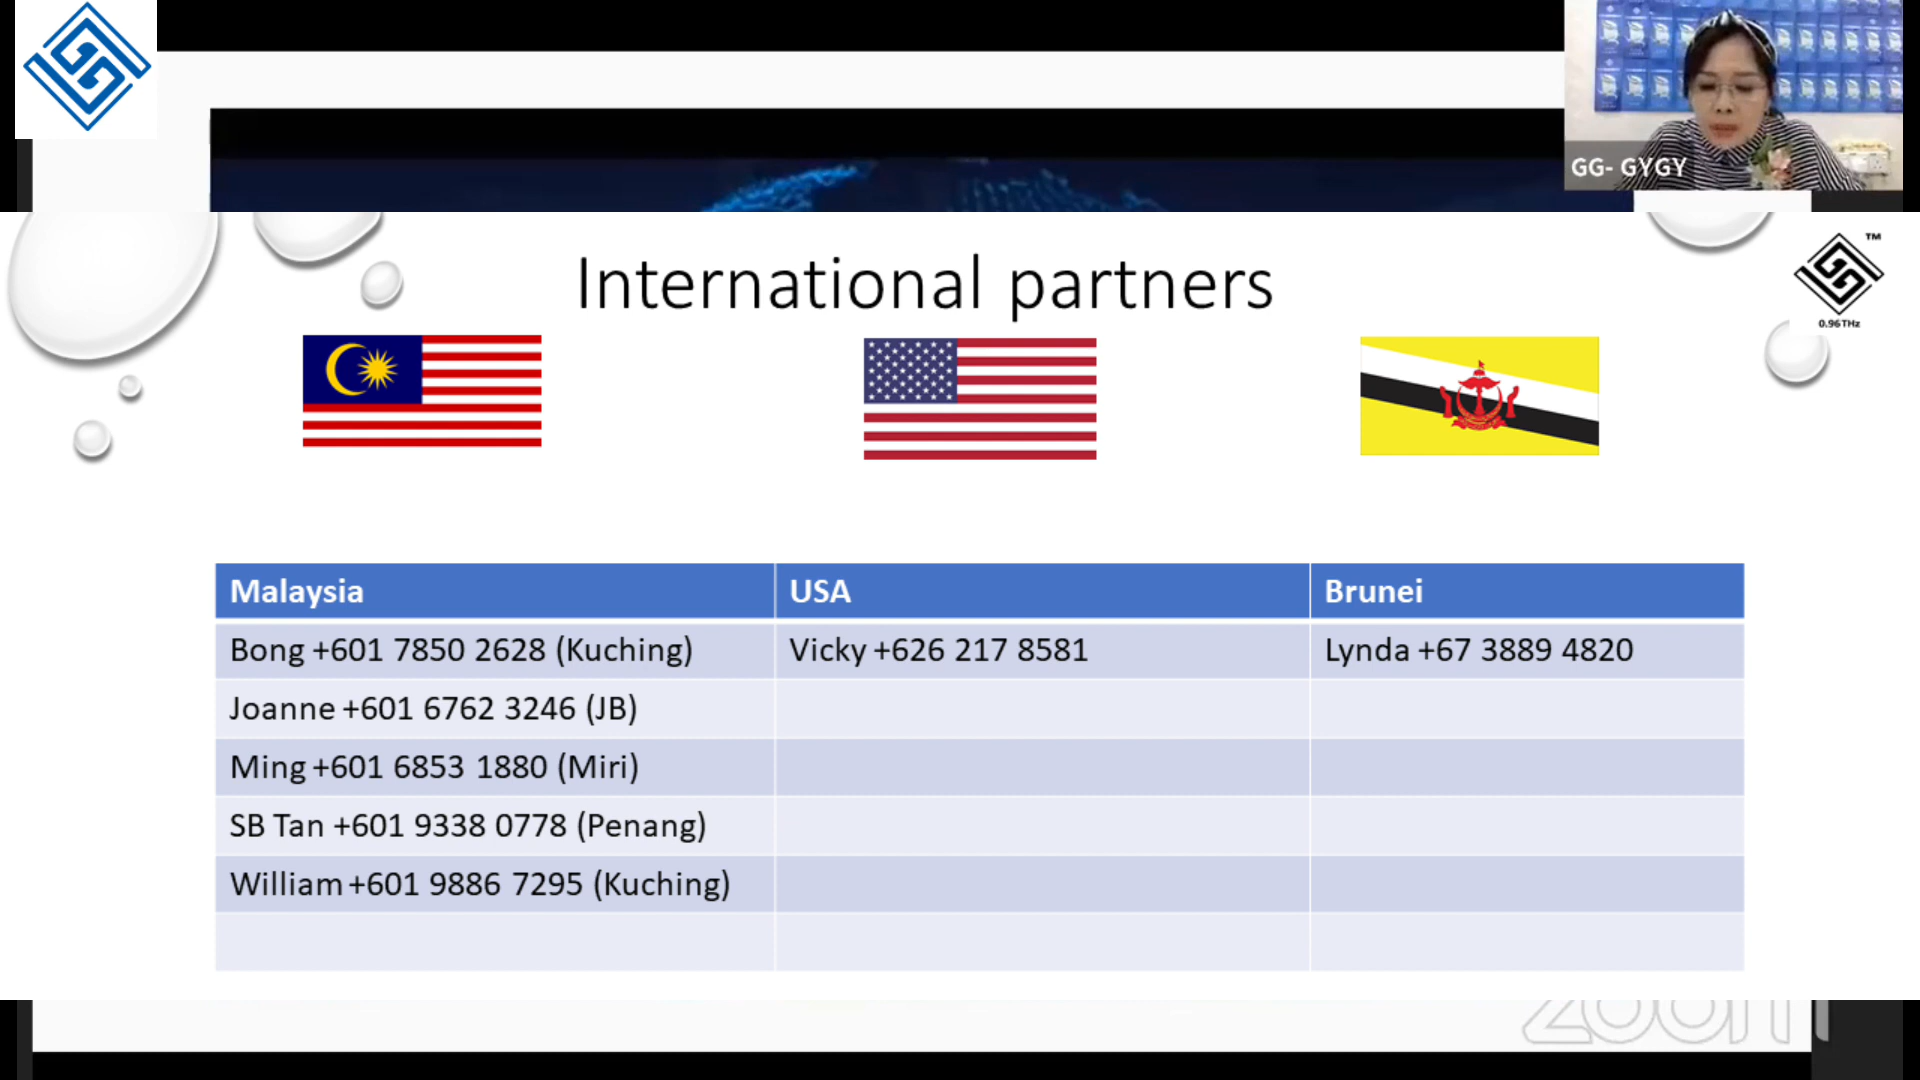 GG- GYGY
International partners
TM
0.96THz
Malaysia USA Brunei
Bong +601 7850 2628 (Kuching) Vicky +626 217 8581 Lynda +67 3889 4820
Joanne +601 6762 3246 (JB)
Ming +601 6853 1880 (Miri)
SB Tan +601 9338 0778 (Penang)
William +601 9886 7295 (Kuching)
zoom